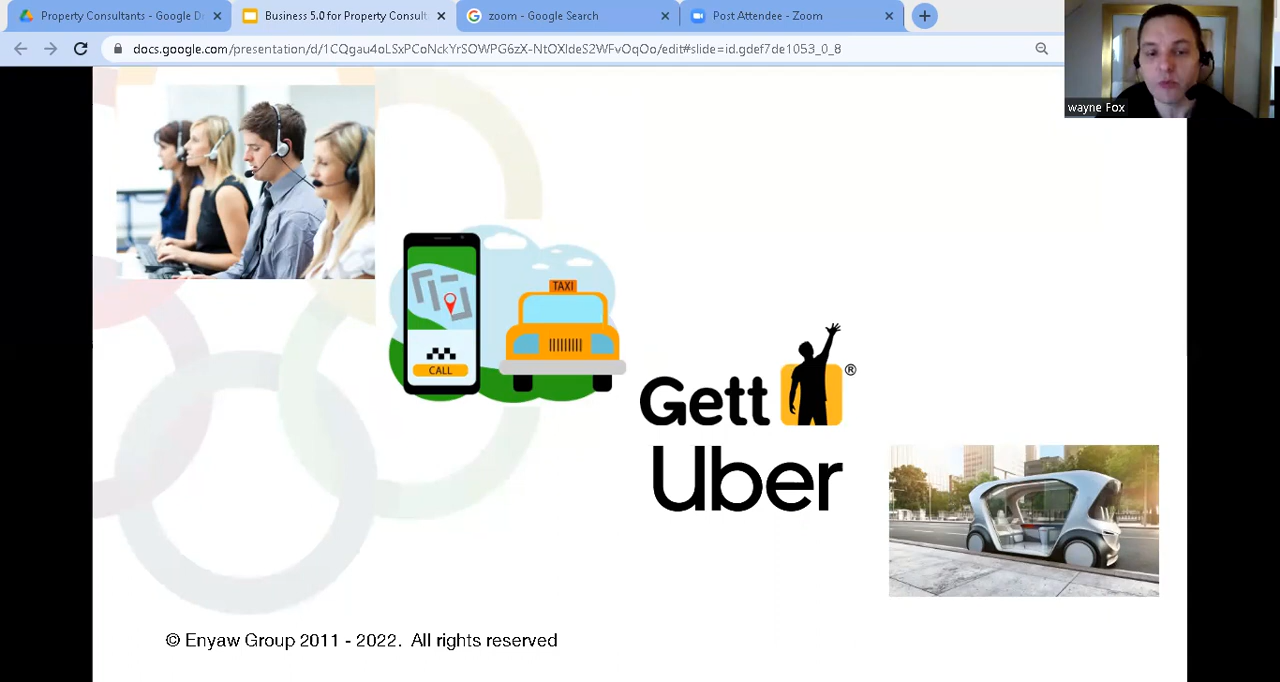 Property Consultants - Google Dr
Business 5.0 for Property Consult
zoom - Google Search
Post Attendee - Zoom
docs.google.com/presentation/d/1CQgau4oLSxPCoNckYrSOWPG6zX-NtOXldeS2WFvOqOo/edit#slide=id.gdef7de1053_0_8
wayne Fox
TAXI
CALL
Gett ®
Uber
© Enyaw Group 2011 - 2022. All rights reserved